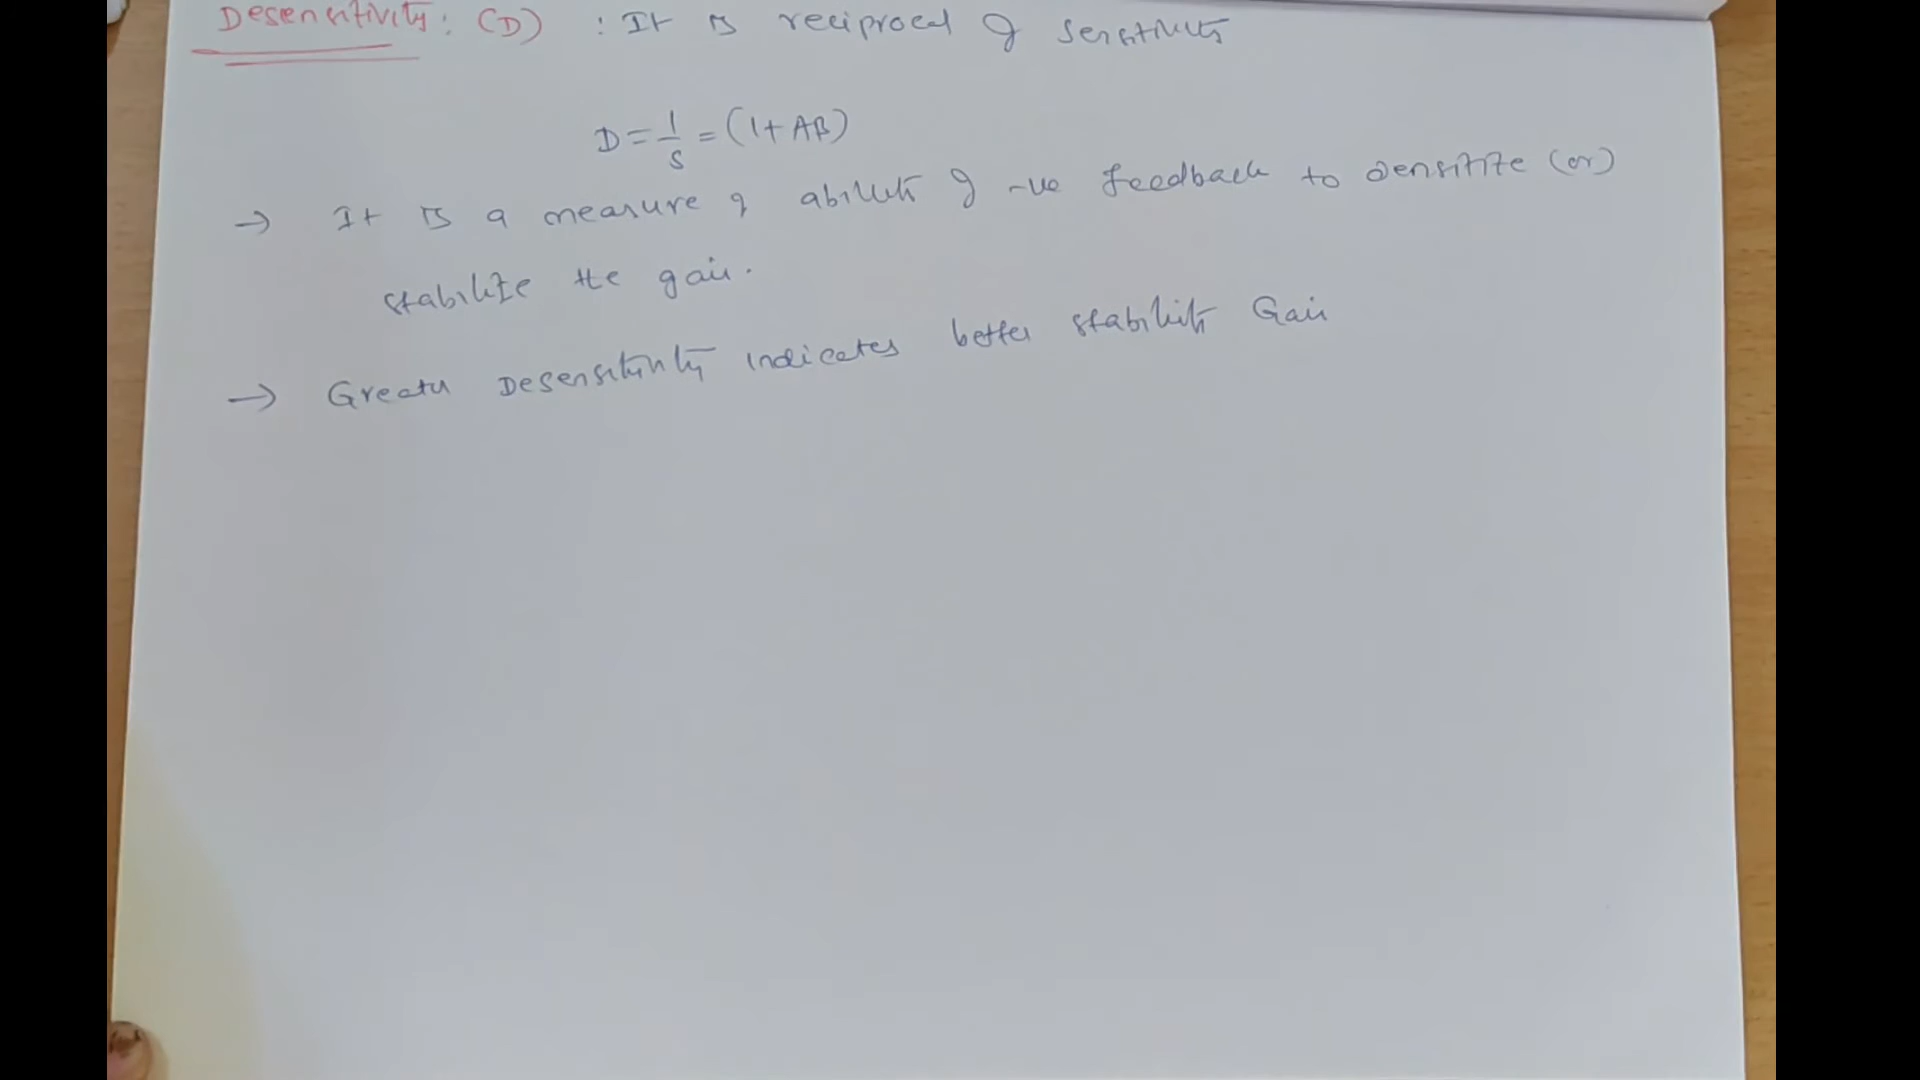 Desensitivity: (D) : It is reciprocal of sensitivity
D = 1/S = (1+AB)
→ It is a measure of ability of -ve feedback to densitize (or)
stabilize the gain.
→ Greater Desensitivity indicates better stability Gain